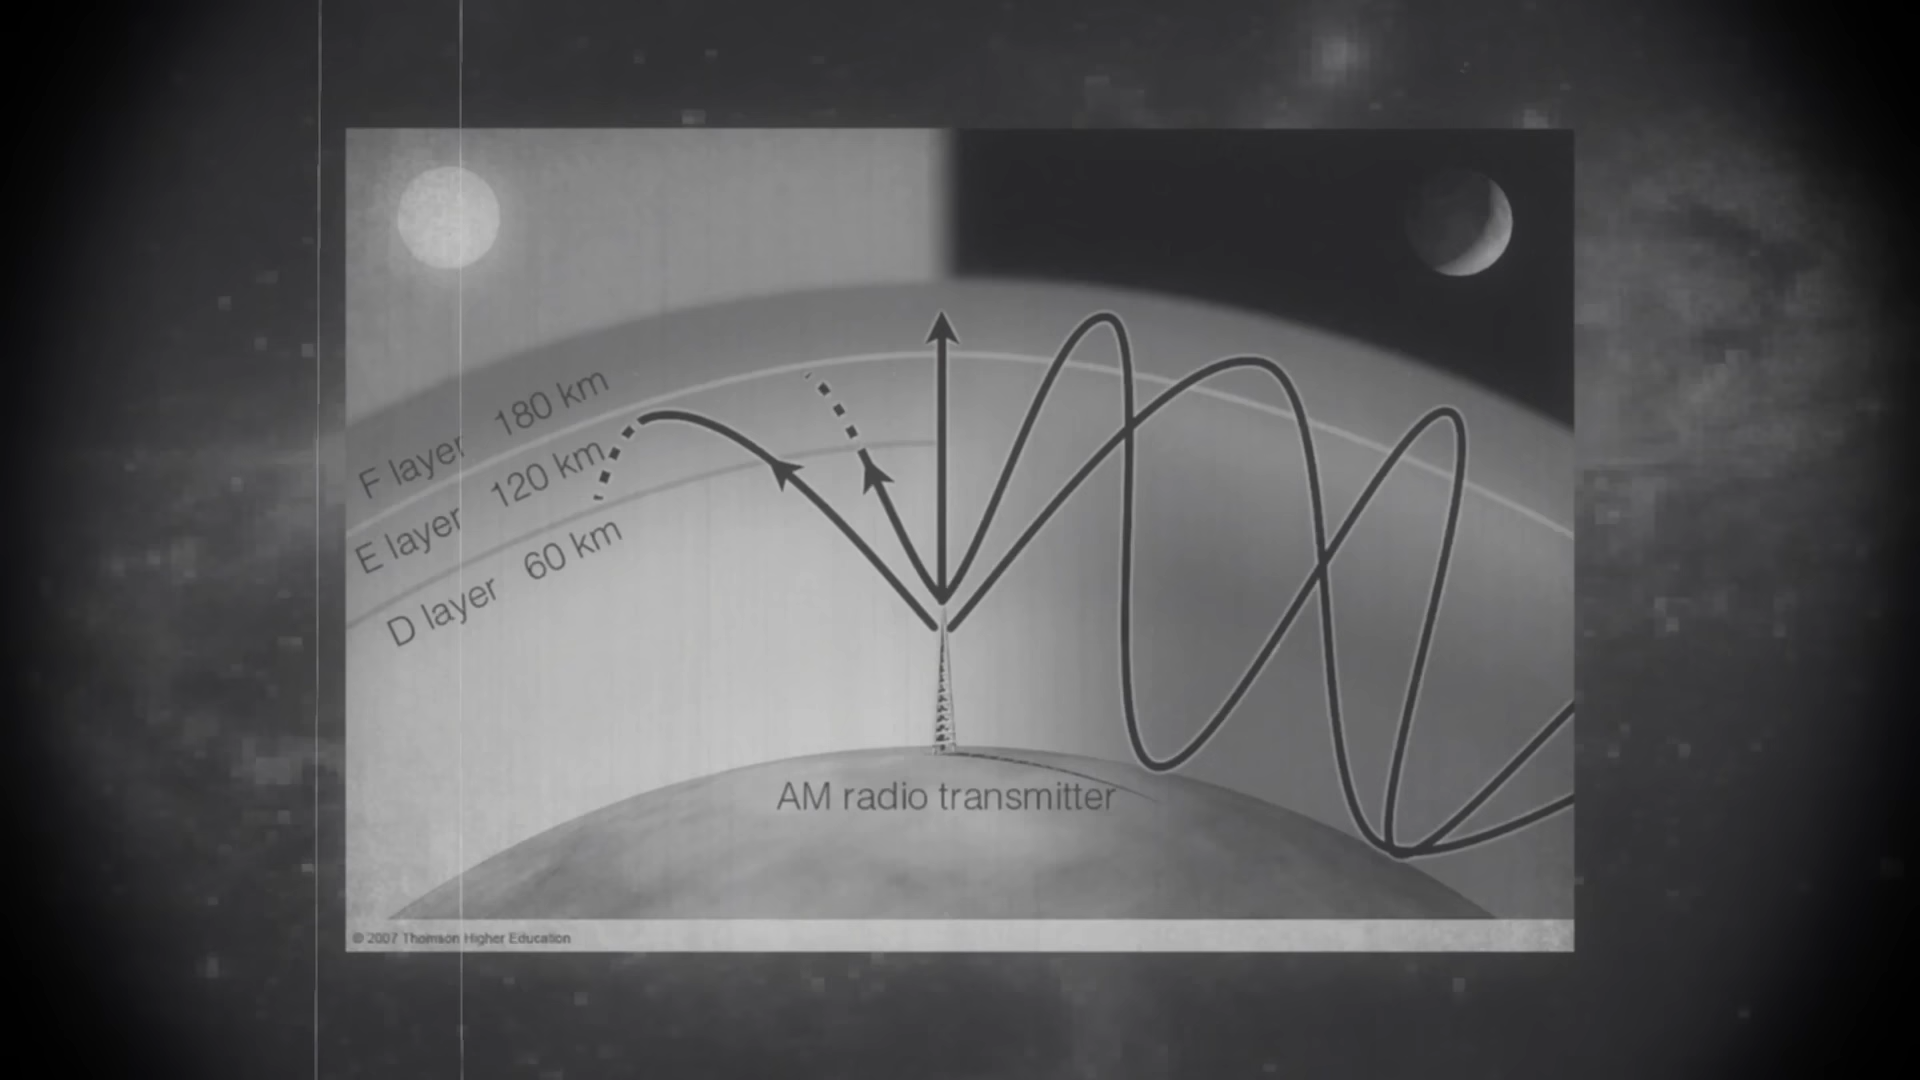 F layer 180 km
E layer 120 km
D layer 60 km
AM radio transmitter
© 2007 Thomson Higher Education